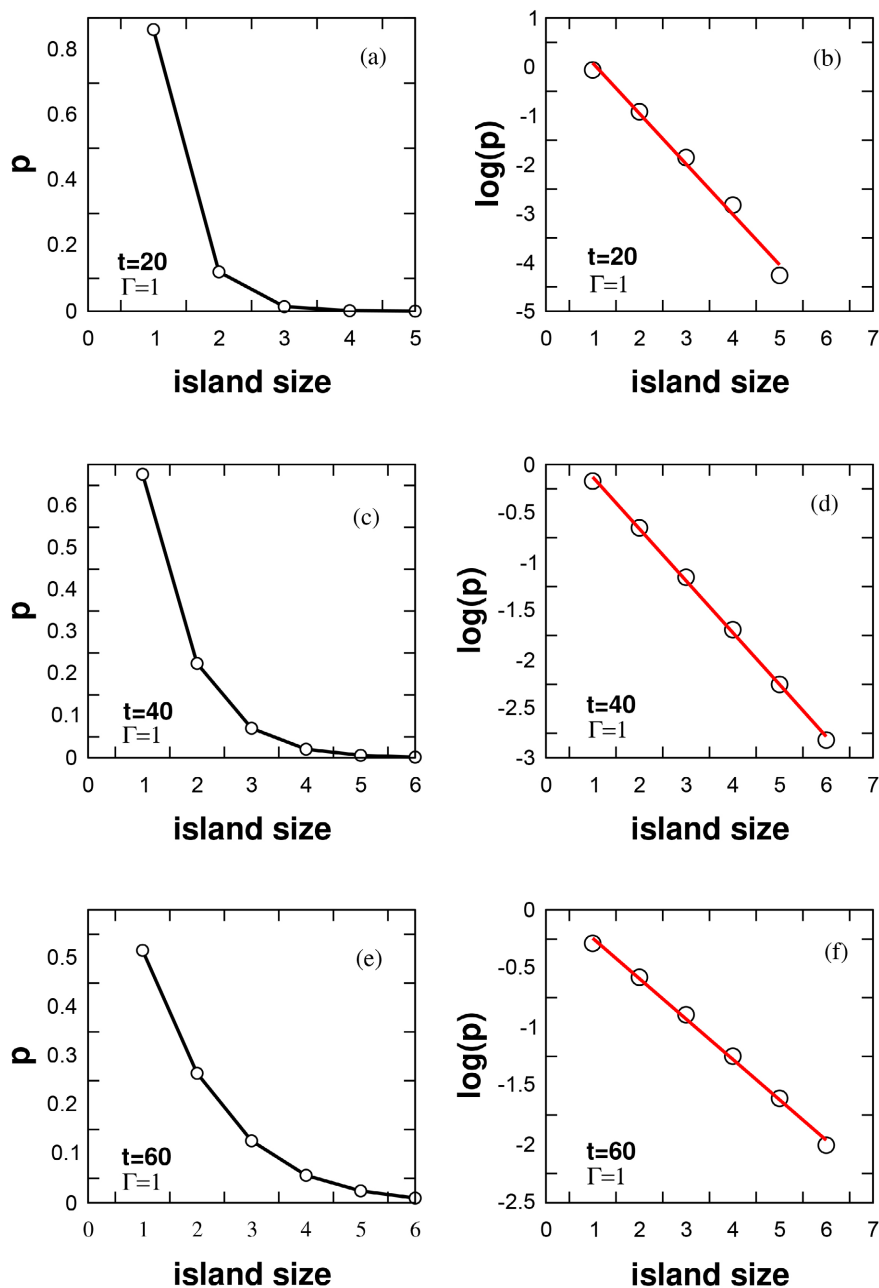 (a)
0.8
0.6
0.4
0.2
0
p
t=20
Γ=1
0 1 2 3 4 5
island size
(b)
1
0
-1
-2
-3
-4
-5
log(p)
t=20
Γ=1
0 1 2 3 4 5 6 7
island size
(c)
0.6
0.5
0.4
0.3
0.2
0.1
0
p
t=40
Γ=1
0 1 2 3 4 5 6
island size
(d)
0
-0.5
-1
-1.5
-2
-2.5
-3
log(p)
t=40
Γ=1
0 1 2 3 4 5 6 7
island size
(e)
0.5
0.4
0.3
0.2
0.1
0
p
t=60
Γ=1
0 1 2 3 4 5 6
island size
(f)
0
-0.5
-1
-1.5
-2
-2.5
log(p)
t=60
Γ=1
0 1 2 3 4 5 6 7
island size